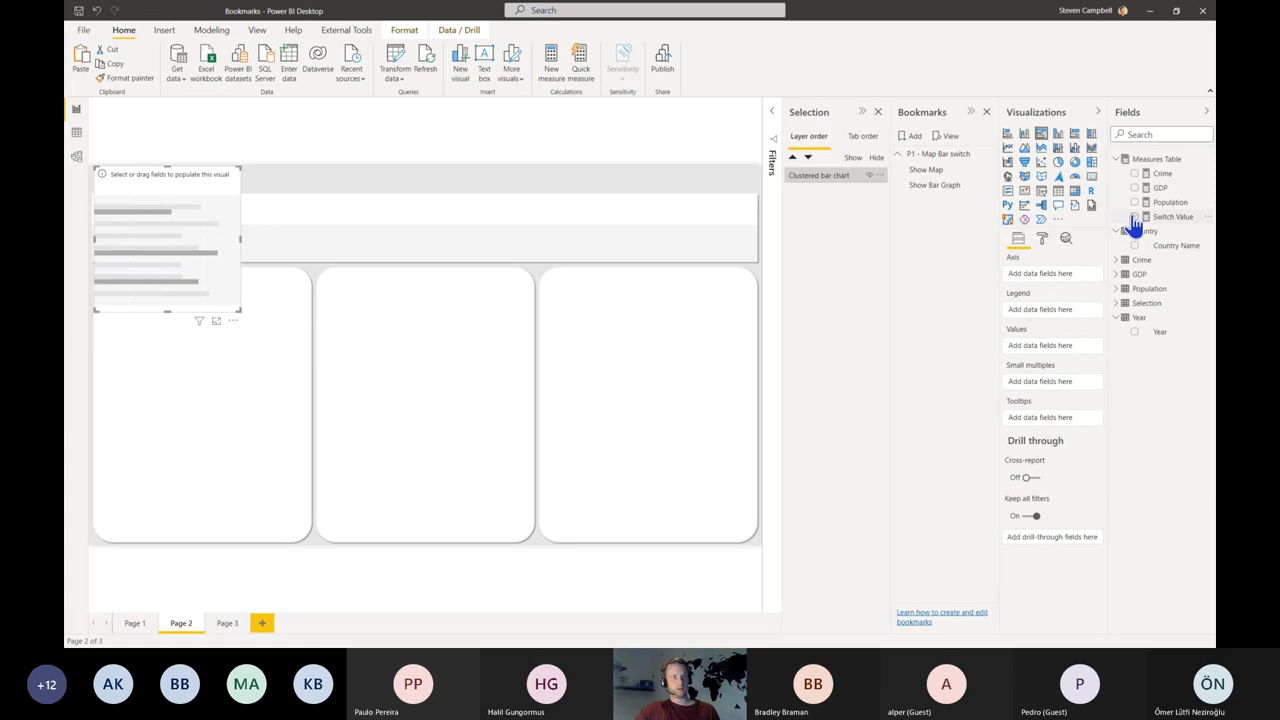 Bookmarks - Power BI Desktop
Search
Steven Campbell
File
Home
Insert
Modeling
View
Help
External Tools
Format
Data / Drill
Paste
Cut
Copy
Format painter
Get data
Excel workbook
Power BI datasets
SQL Server
Enter data
Dataverse
Recent sources
Transform data
Refresh
New visual
Text box
More visuals
New measure
Quick measure
Sensitivity
Publish
Clipboard
Data
Queries
Insert
Calculations
Sensitivity
Share
Select or drag fields to populate this visual
Filters
Selection
Layer order
Tab order
Show
Hide
Clustered bar chart
Bookmarks
Add
View
P1 - Map Bar switch
Show Map
Show Bar Graph
Learn how to create and edit
bookmarks
Visualizations
R
Py
Axis
Add data fields here
Legend
Add data fields here
Values
Add data fields here
Small multiples
Add data fields here
Tooltips
Add data fields here
Drill through
Cross-report
Off
Keep all filters
On
Add drill-through fields here
Fields
Search
Measures Table
Crime
GDP
Population
Switch Value
Country Name
Crime
GDP
Population
Selection
Year
Year
Page 1
Page 2
Page 3
Page 2 of 3
+12
AK
BB
MA
KB
PP
Paulo Pereira
HG
Halil Gungormus
BB
Bradley Braman
A
alper (Guest)
P
Pedro (Guest)
ÖN
Ömer Lütfi Neziroğlu